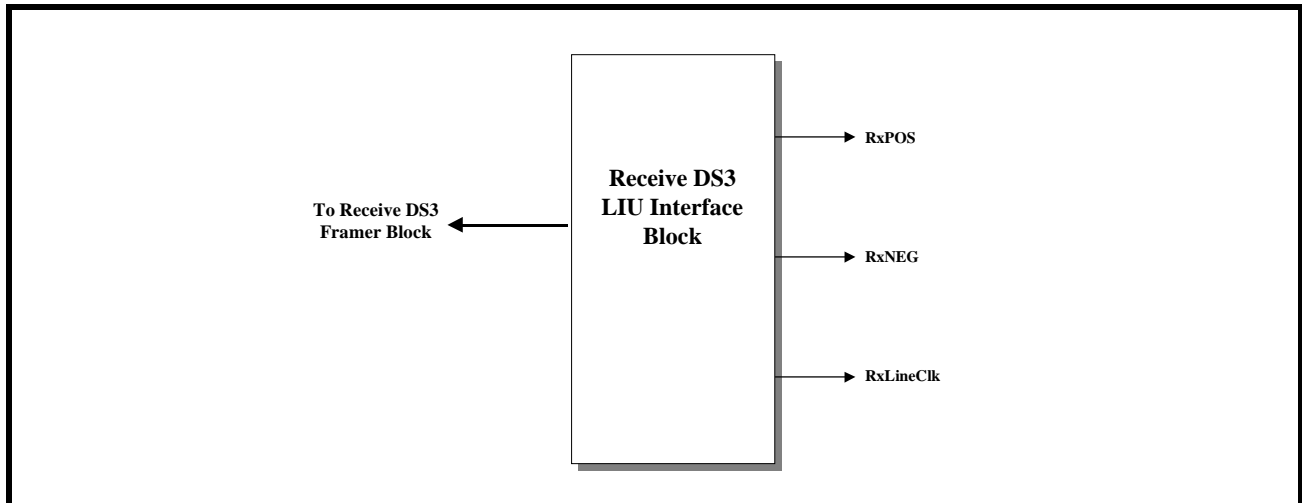 RxPOS
Receive DS3
LIU Interface
Block
To Receive DS3
Framer Block
RxNEG
RxLineClk